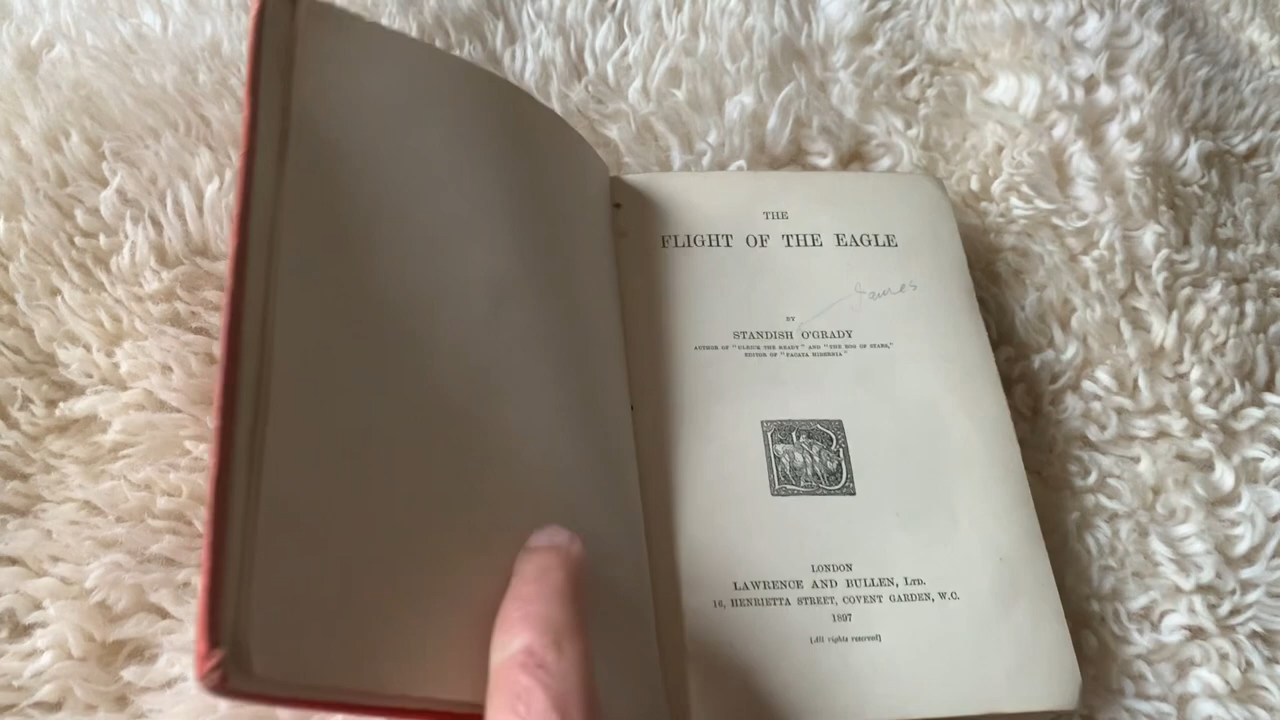 THE
FLIGHT OF THE EAGLE
James
BY
STANDISH O'GRADY
AUTHOR OF "ULRICK THE READY" AND "THE BOG OF STARS,"
EDITOR OF "PACATA HIBERNIA"
LONDON
LAWRENCE AND BULLEN, LTD.
16, HENRIETTA STREET, COVENT GARDEN, W.C.
1897
[All rights reserved]